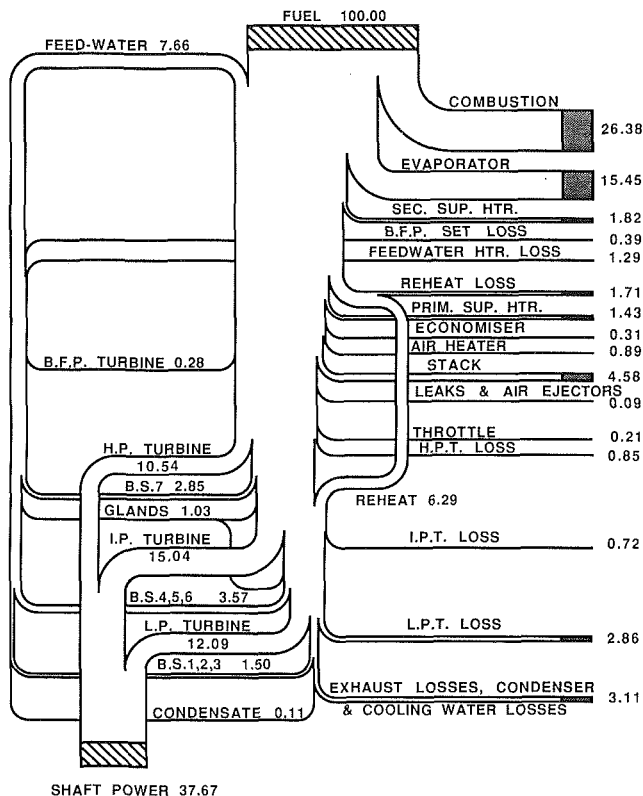 FUEL 100.00
FEED-WATER 7.66
COMBUSTION
26.38
EVAPORATOR
15.45
SEC. SUP. HTR.
1.82
B.F.P. SET LOSS
0.39
FEEDWATER HTR. LOSS
1.29
REHEAT LOSS
1.71
PRIM. SUP. HTR.
1.43
ECONOMISER
0.31
AIR HEATER
0.89
STACK
4.58
B.F.P. TURBINE 0.28
LEAKS & AIR EJECTORS
0.09
THROTTLE
0.21
H.P.T. LOSS
0.85
H.P. TURBINE
10.54
B.S.7 2.85
REHEAT 6.29
GLANDS 1.03
I.P. TURBINE
15.04
I.P.T. LOSS
0.72
B.S.4,5,6 3.57
L.P. TURBINE
12.09
L.P.T. LOSS
2.86
B.S.1,2,3 1.50
EXHAUST LOSSES, CONDENSER
& COOLING WATER LOSSES
3.11
CONDENSATE 0.11
SHAFT POWER 37.67